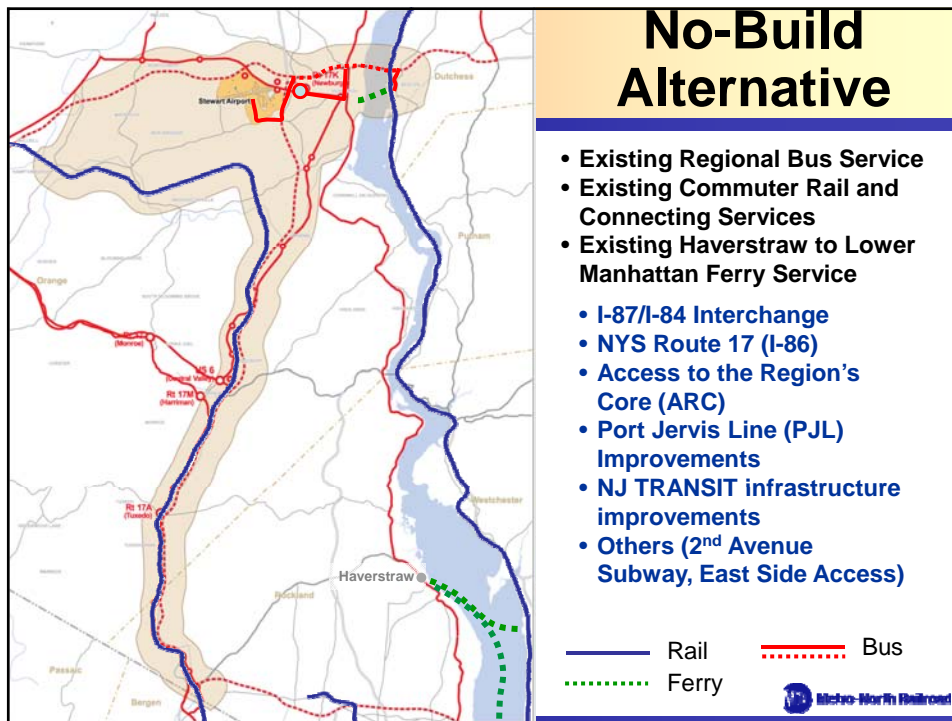 No-Build
Alternative
• Existing Regional Bus Service
• Existing Commuter Rail and
Connecting Services
• Existing Haverstraw to Lower
Manhattan Ferry Service
• I-87/I-84 Interchange
• NYS Route 17 (I-86)
• Access to the Region's
Core (ARC)
• Port Jervis Line (PJL)
Improvements
• NJ TRANSIT infrastructure
improvements
• Others (2nd Avenue
Subway, East Side Access)
Rail
Bus
Ferry
Metro-North Railroad
Rt 17K
(Newburgh)
Dutchess
Stewart Airport
Putnam
Orange
(Monroe)
US 6
(Central Valley)
Rt 17M
(Harriman)
Westchester
Rt 17A
(Tuxedo)
Haverstraw
Rockland
Passaic
Bergen